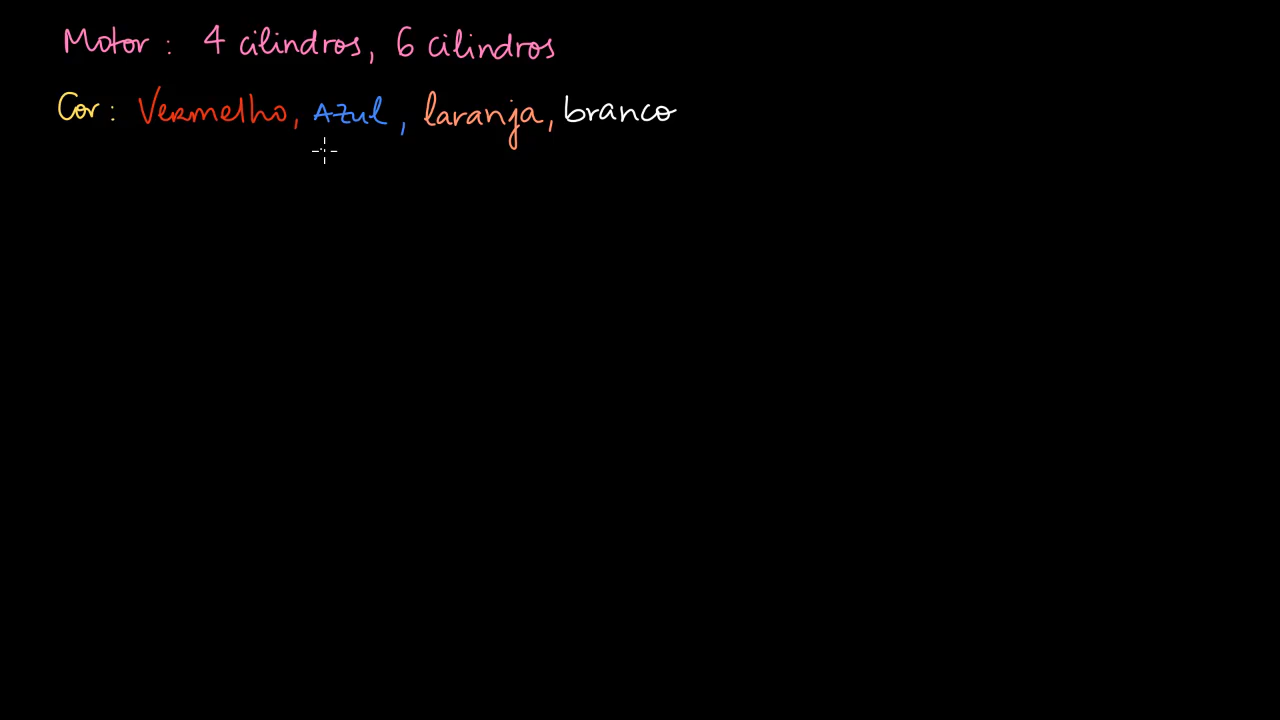 Motor : 4 cilindros, 6 cilindros
Cor : Vermelho, Azul, laranja, branco